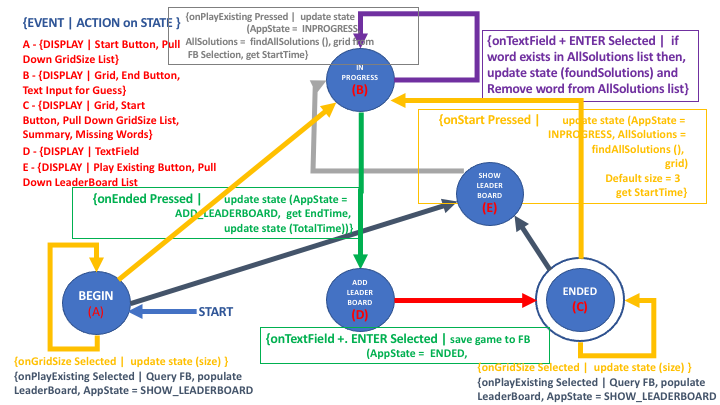 {EVENT | ACTION on STATE }
A - {DISPLAY | Start Button, Pull
Down GridSize List}
B - {DISPLAY | Grid, End Button,
Text Input for Guess}
C - {DISPLAY | Grid, Start
Button, Pull Down GridSize List,
Summary, Missing Words}
D - {DISPLAY | TextField
E - {DISPLAY | Play Existing Button, Pull
Down LeaderBoard List
{onPlayExisting Pressed | update state
(AppState = INPROGRESS,
AllSolutions = findAllSolutions (), grid from
FB Selection, get StartTime}
IN
PROGRESS
(B)
{onTextField + ENTER Selected | if
word exists in AllSolutions list then,
update state (foundSolutions) and
Remove word from AllSolutions list}
{onStart Pressed | update state (AppState =
INPROGRESS, AllSolutions =
findAllSolutions (),
grid)
Default size = 3
get StartTime}
SHOW
LEADER
BOARD
(E)
{onEnded Pressed | update state (AppState =
ADD_LEADERBOARD, get EndTime,
update state (TotalTime))}
BEGIN
(A)
START
ADD
LEADER
BOARD
(D)
ENDED
(C)
{onTextField +. ENTER Selected | save game to FB
(AppState = ENDED,
{onGridSize Selected | update state (size) }
{onPlayExisting Selected | Query FB, populate
LeaderBoard, AppState = SHOW_LEADERBOARD
{onGridSize Selected | update state (size) }
{onPlayExisting Selected | Query FB, populate
LeaderBoard, AppState = SHOW_LEADERBOARD